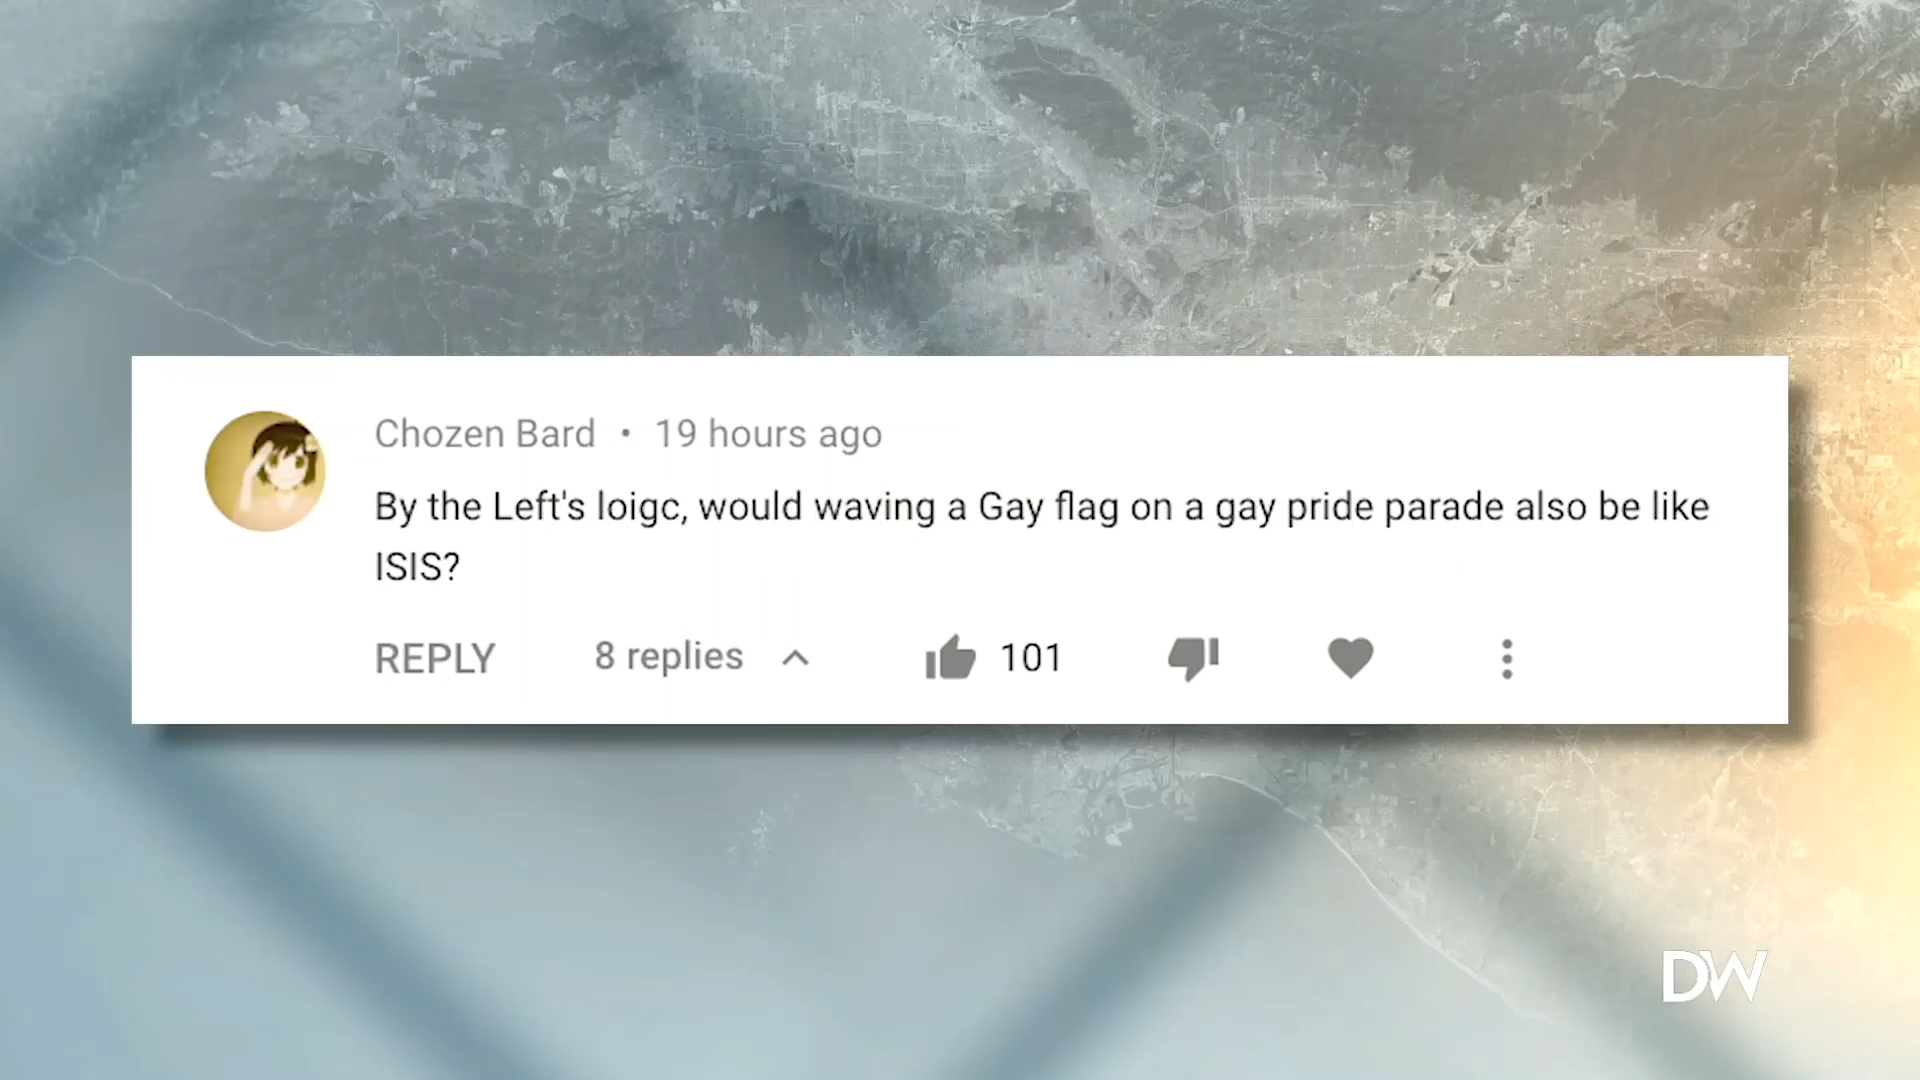 Chozen Bard • 19 hours ago
By the Left's loigc, would waving a Gay flag on a gay pride parade also be like
ISIS?
REPLY 8 replies 101
DW